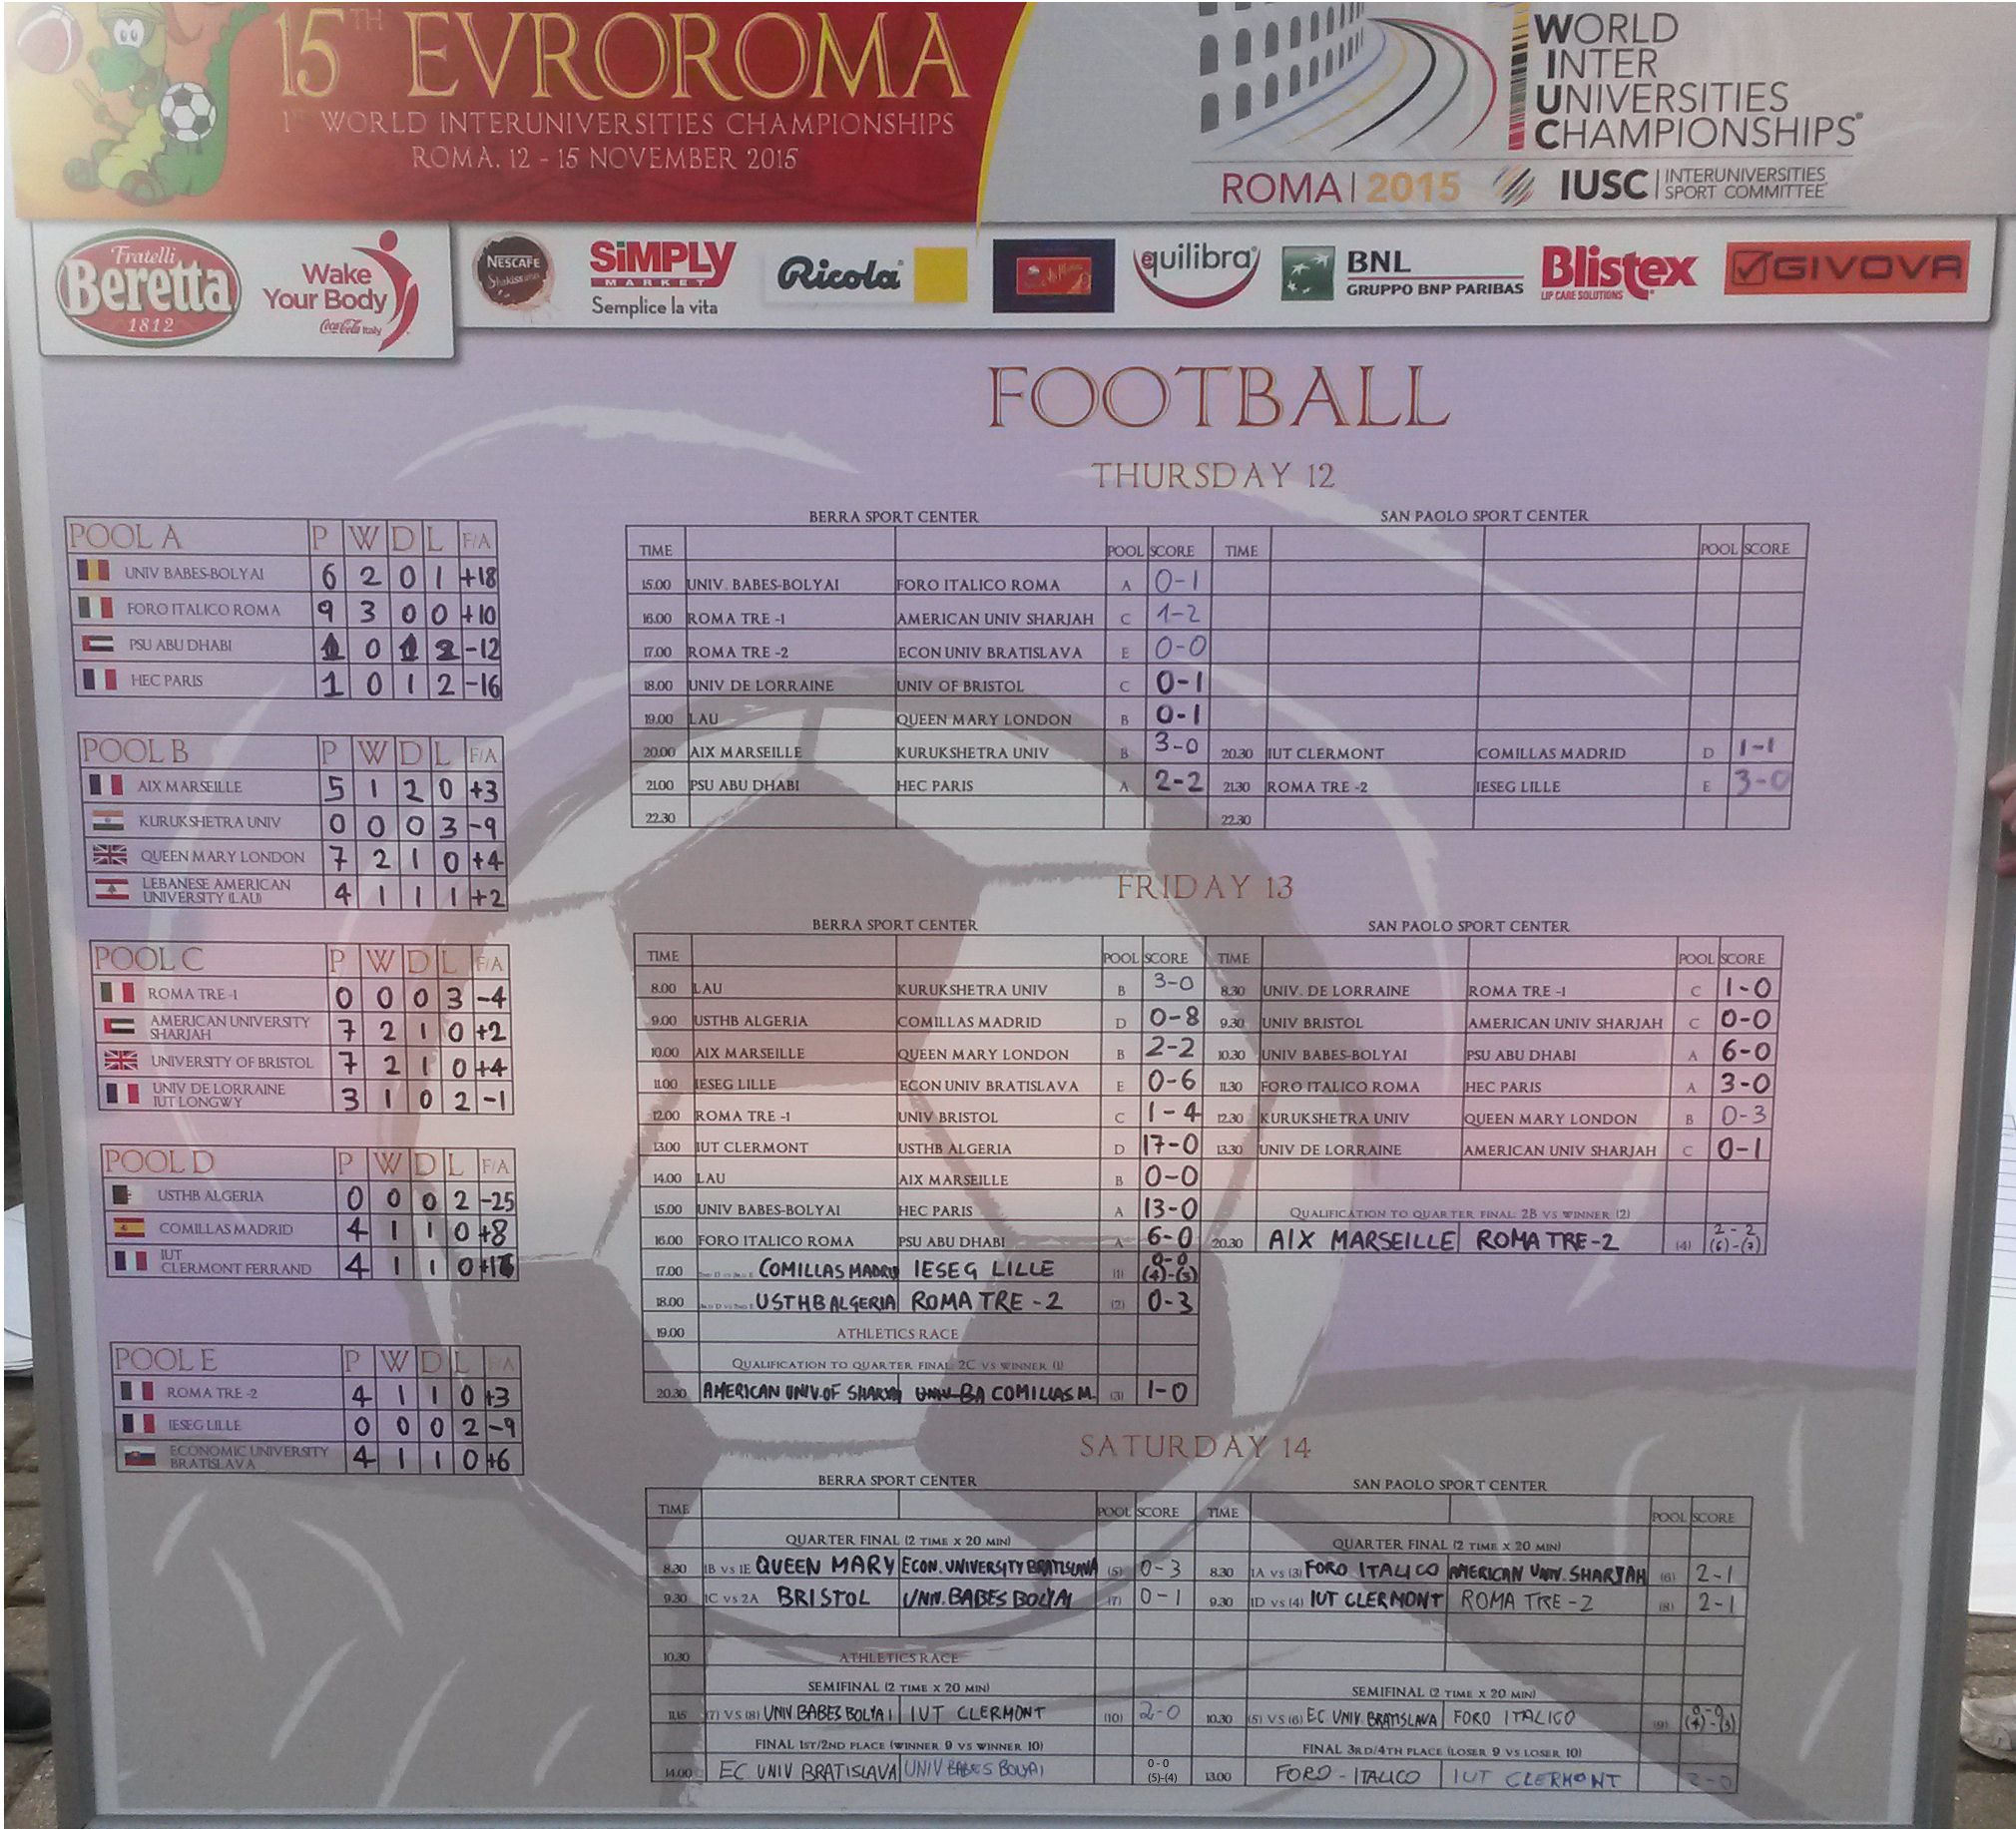 15TH EVROROMA
1ST WORLD INTERUNIVERSITIES CHAMPIONSHIPS
ROMA, 12 - 15 NOVEMBER 2015
WORLD
INTER
UNIVERSITIES
CHAMPIONSHIPS®
ROMA | 2015 IUSC | INTERUNIVERSITIES SPORT COMMITTEE
Fratelli Beretta 1812
Wake Your Body Coca-Cola Italy
NESCAFÉ Shakissimo
SiMPLY MARKET Semplice la vita
Ricola
equilibra
BNL GRUPPO BNP PARIBAS
Blistex LIP CARE SOLUTIONS
GIVOVA
FOOTBALL
POOL A P W D L F/A
UNIV BABES-BOLYAI 6 2 0 1 +18
FORO ITALICO ROMA 9 3 0 0 +10
PSU ABU DHABI 1 0 1 2 -12
HEC PARIS 1 0 1 2 -16
POOL B P W D L F/A
AIX MARSEILLE 5 1 2 0 +3
KURUKSHETRA UNIV 0 0 0 3 -9
QUEEN MARY LONDON 7 2 1 0 +4
LEBANESE AMERICAN
UNIVERSITY (LAU) 4 1 1 1 +2
POOL C P W D L F/A
ROMA TRE -1 0 0 0 3 -4
AMERICAN UNIVERSITY
SHARJAH 7 2 1 0 +2
UNIVERSITY OF BRISTOL 7 2 1 0 +4
UNIV DE LORRAINE
IUT LONGWY 3 1 0 2 -1
POOL D P W D L F/A
USTHB ALGERIA 0 0 0 2 -25
COMILLAS MADRID 4 1 1 0 +8
IUT
CLERMONT FERRAND 4 1 1 0
POOL E P W D L F/A
ROMA TRE -2 4 1 1 0 +3
IESEG LILLE 0 0 0 2 -9
ECONOMIC UNIVERSITY
BRATISLAVA 4 1 1 0 +6
THURSDAY 12
BERRA SPORT CENTER SAN PAOLO SPORT CENTER
TIME POOL SCORE TIME POOL SCORE
15.00 UNIV. BABES-BOLYAI FORO ITALICO ROMA A 0-1
16.00 ROMA TRE -1 AMERICAN UNIV SHARJAH C 1-2
17.00 ROMA TRE -2 ECON UNIV BRATISLAVA E 0-0
18.00 UNIV DE LORRAINE UNIV OF BRISTOL C 0-1
19.00 LAU QUEEN MARY LONDON B 0-1
20.00 AIX MARSEILLE KURUKSHETRA UNIV B 3-0 20.30 IUT CLERMONT COMILLAS MADRID D 1-1
21.00 PSU ABU DHABI HEC PARIS A 2-2 21.30 ROMA TRE -2 IESEG LILLE E 3-0
22.30 22.30
FRIDAY 13
BERRA SPORT CENTER SAN PAOLO SPORT CENTER
TIME POOL SCORE TIME POOL SCORE
8.00 LAU KURUKSHETRA UNIV B 3-0 8.30 UNIV. DE LORRAINE ROMA TRE -1 C 1-0
9.00 USTHB ALGERIA COMILLAS MADRID D 0-8 9.30 UNIV BRISTOL AMERICAN UNIV SHARJAH C 0-0
10.00 AIX MARSEILLE QUEEN MARY LONDON B 2-2 10.30 UNIV BABES-BOLYAI PSU ABU DHABI A 6-0
11.00 IESEG LILLE ECON UNIV BRATISLAVA E 0-6 11.30 FORO ITALICO ROMA HEC PARIS A 3-0
12.00 ROMA TRE -1 UNIV BRISTOL C 1-4 12.30 KURUKSHETRA UNIV QUEEN MARY LONDON B 0-3
13.00 IUT CLERMONT USTHB ALGERIA D 17-0 13.30 UNIV DE LORRAINE AMERICAN UNIV SHARJAH C 0-1
14.00 LAU AIX MARSEILLE B 0-0
15.00 UNIV BABES-BOLYAI HEC PARIS A 13-0 QUALIFICATION TO QUARTER FINAL: 2B VS WINNER (2)
16.00 FORO ITALICO ROMA PSU ABU DHABI A 6-0 20.30 AIX MARSEILLE ROMA TRE-2 (4) 2-2 (6)-(7)
17.00 COMILLAS MADRID IESEG LILLE (1) 0-0 (4)-(3)
18.00 USTHB ALGERIA ROMA TRE -2 (2) 0-3
19.00 ATHLETICS RACE
QUALIFICATION TO QUARTER FINAL: 2C VS WINNER (1)
20.30 AMERICAN UNIV. OF SHARJAH UNIV BA COMILLAS M. (3) 1-0
SATURDAY 14
BERRA SPORT CENTER SAN PAOLO SPORT CENTER
TIME POOL SCORE TIME POOL SCORE
QUARTER FINAL (2 TIME X 20 MIN) QUARTER FINAL (2 TIME X 20 MIN)
8.30 1B VS 1E QUEEN MARY ECON. UNIVERSITY BRATISLAVA (5) 0-3 8.30 1A VS (3) FORO ITALICO AMERICAN UNIV. SHARJAH (6) 2-1
9.30 1C VS 2A BRISTOL UNIV. BABES BOLYAI (7) 0-1 9.30 1D VS (4) IUT CLERMONT ROMA TRE -2 (8) 2-1
10.30 ATHLETICS RACE
SEMIFINAL (2 TIME X 20 MIN) SEMIFINAL (2 TIME X 20 MIN)
11.15 (7) VS (8) UNIV BABES BOLYAI IUT CLERMONT (10) 2-0 10.30 (5) VS (6) EC UNIV. BRATISLAVA FORO ITALICO (9) 0-0 (4)-(3)
FINAL 1ST/2ND PLACE (WINNER 9 VS WINNER 10) FINAL 3RD/4TH PLACE (LOSER 9 VS LOSER 10)
14.00 EC UNIV BRATISLAVA UNIV BABES BOLYAI 0-0 (5)-(4) 13.00 FORO-ITALICO IUT CLERMONT 2-0